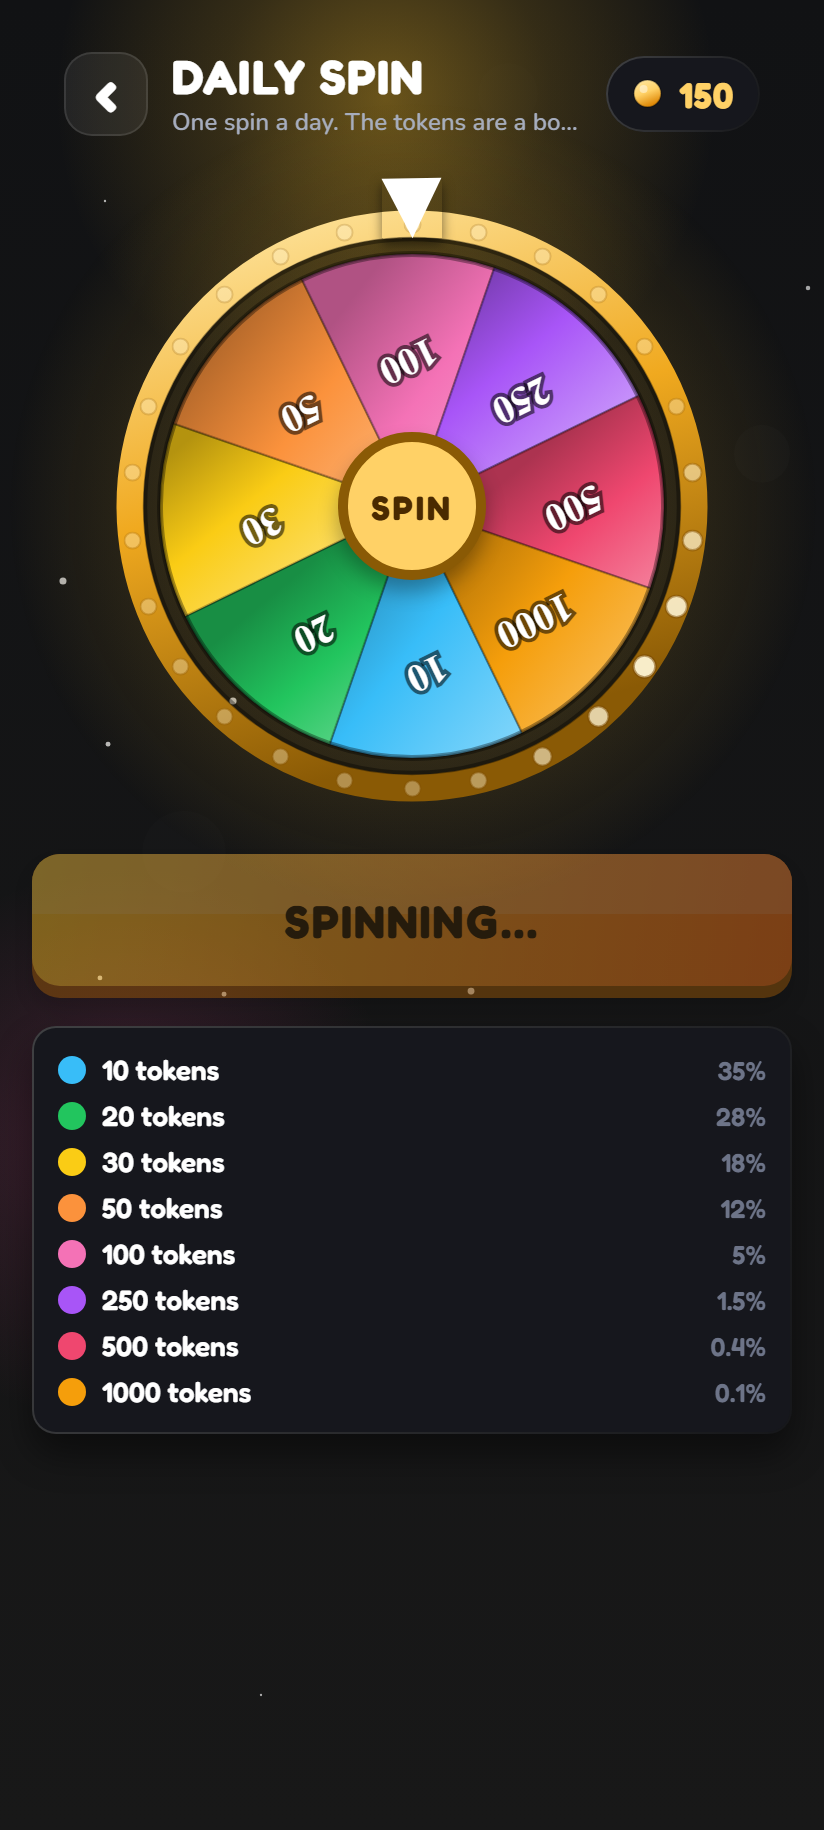 DAILY SPIN
One spin a day. The tokens are a bo...
150
100
250
50
500
30
SPIN
1000
20
10
SPINNING...
10 tokens 35%
20 tokens 28%
30 tokens 18%
50 tokens 12%
100 tokens 5%
250 tokens 1.5%
500 tokens 0.4%
1000 tokens 0.1%